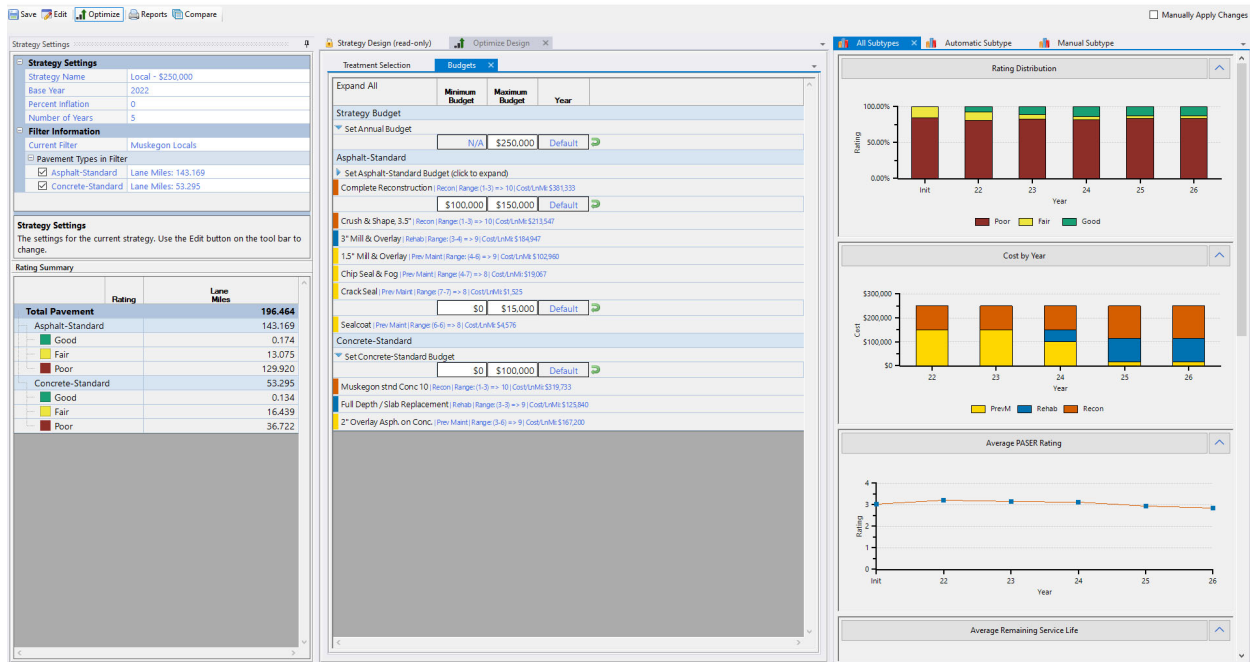 Save Edit Optimize Reports Compare
Manually Apply Changes
Strategy Settings
Strategy Settings
Strategy Name Local - $250,000
Base Year 2022
Percent Inflation 0
Number of Years 5
Filter Information
Current Filter Muskegon Locals
Pavement Types in Filter
Asphalt-Standard Lane Miles: 143.169
Concrete-Standard Lane Miles: 53.295
Strategy Settings
The settings for the current strategy. Use the Edit button on the tool bar to
change.
Rating Summary
Rating Lane
Miles
Total Pavement 196.464
Asphalt-Standard 143.169
Good 0.174
Fair 13.075
Poor 129.920
Concrete-Standard 53.295
Good 0.134
Fair 16.439
Poor 36.722
Strategy Design (read-only) Optimize Design
Treatment Selection Budgets
Expand All
Minimum Maximum
Budget Budget Year
Strategy Budget
Set Annual Budget
N/A $250,000 Default
Asphalt-Standard
Set Asphalt-Standard Budget (click to expand)
Complete Reconstruction | Recon | Range: (1-3) => 10 | Cost/LnMi: $381,333
$100,000 $150,000 Default
Crush & Shape, 3.5" | Recon | Range: (1-3) => 10 | Cost/LnMi: $213,547
3" Mill & Overlay | Rehab | Range: (3-4) => 9 | Cost/LnMi: $184,947
1.5" Mill & Overlay | Prev Maint | Range: (4-6) => 9 | Cost/LnMi: $102,960
Chip Seal & Fog | Prev Maint | Range: (4-7) => 8 | Cost/LnMi: $19,067
Crack Seal | Prev Maint | Range: (7-7) => 8 | Cost/LnMi: $1,525
$0 $15,000 Default
Sealcoat | Prev Maint | Range: (6-6) => 8 | Cost/LnMi: $4,576
Concrete-Standard
Set Concrete-Standard Budget
$0 $100,000 Default
Muskegon stnd Conc 10 | Recon | Range: (1-3) => 10 | Cost/LnMi: $319,733
Full Depth / Slab Replacement | Rehab | Range: (3-3) => 9 | Cost/LnMi: $125,840
2" Overlay Asph. on Conc. | Prev Maint | Range: (3-6) => 9 | Cost/LnMi: $167,200
All Subtypes Automatic Subtype Manual Subtype
Rating Distribution
100.00%
50.00%
0.00%
Rating
Init 22 23 24 25 26
Year
Poor Fair Good
Cost by Year
$300,000
$200,000
$100,000
$0
Cost
22 23 24 25 26
Year
PrevM Rehab Recon
Average PASER Rating
4
3
2
1
0
Rating
Init 22 23 24 25 26
Year
Average Remaining Service Life